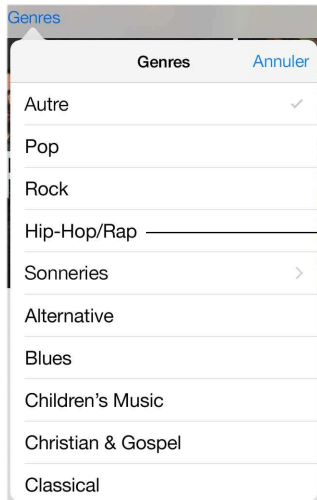 Genres
Genres Annuler
Autre
Pop
Rock
Hip-Hop/Rap
Sonneries
Alternative
Blues
Children’s Music
Christian & Gospel
Classical